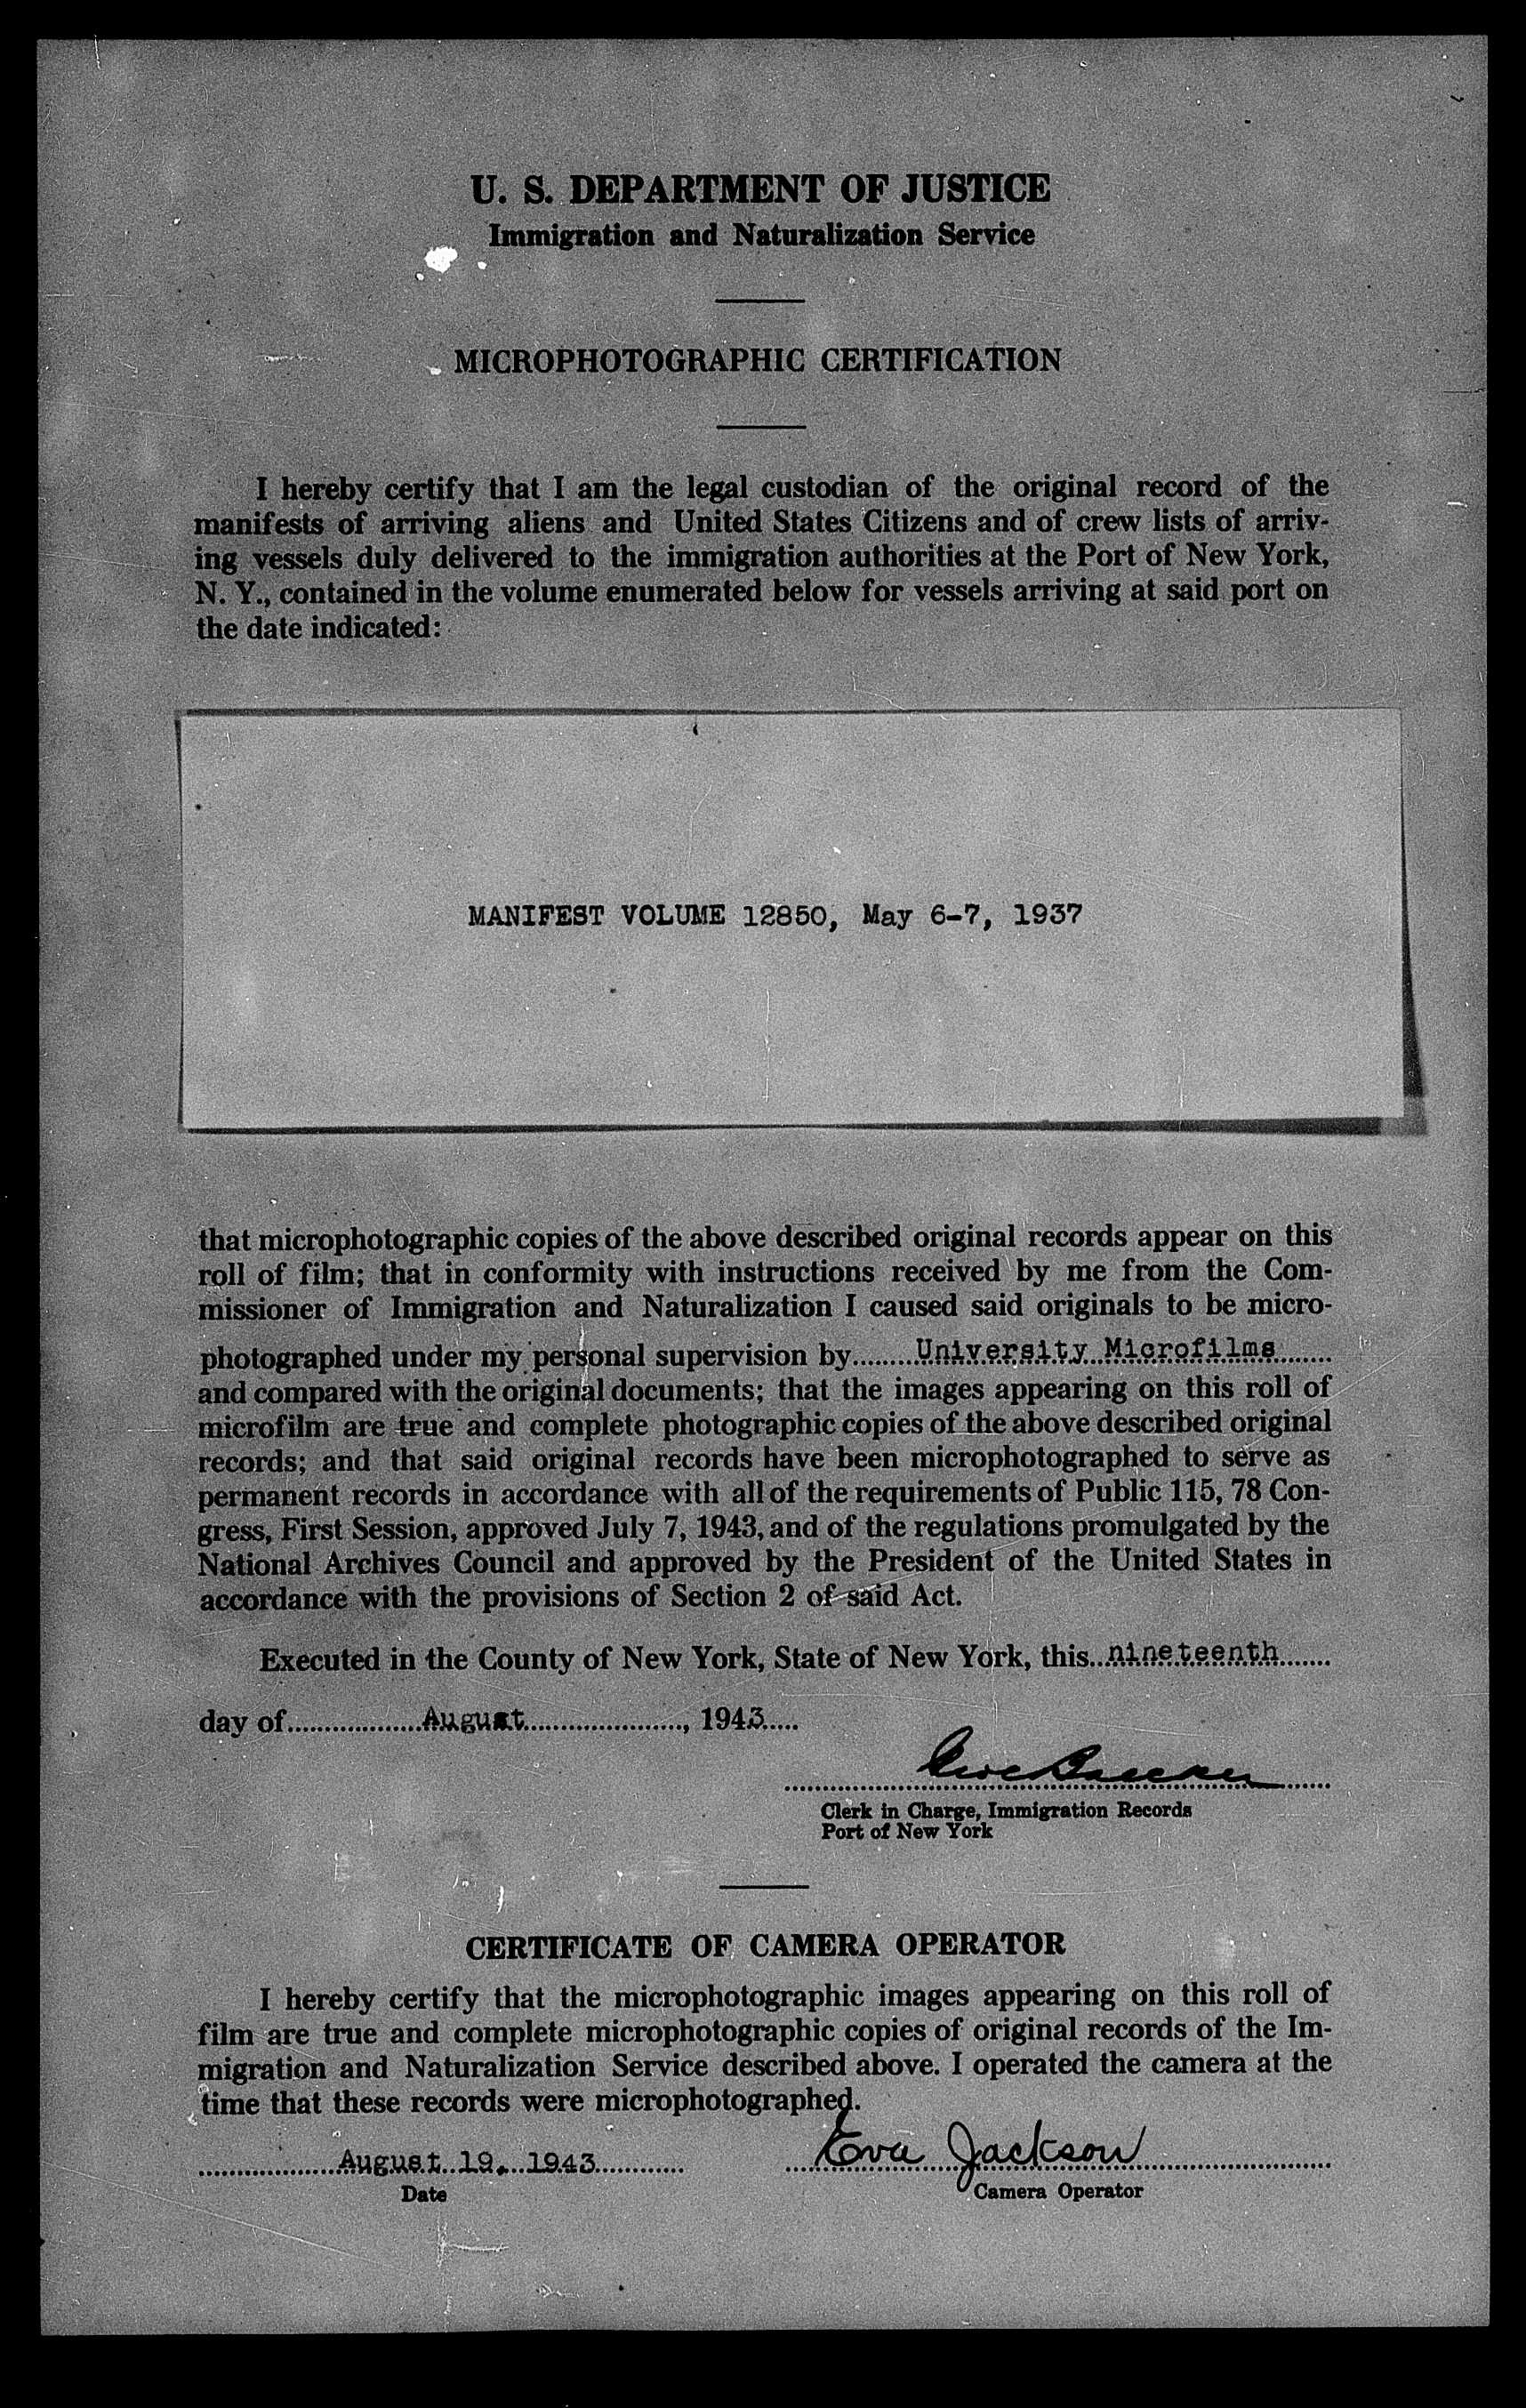 U. S. DEPARTMENT OF JUSTICE
Immigration and Naturalization Service
MICROPHOTOGRAPHIC CERTIFICATION
I hereby certify that I am the legal custodian of the original record of the
manifests of arriving aliens and United States Citizens and of crew lists of arriv-
ing vessels duly delivered to the immigration authorities at the Port of New York,
N. Y., contained in the volume enumerated below for vessels arriving at said port on
the date indicated:
MANIFEST VOLUME 12850, May 6-7, 1937
that microphotographic copies of the above described original records appear on this
roll of film; that in conformity with instructions received by me from the Com-
missioner of Immigration and Naturalization I caused said originals to be micro-
photographed under my personal supervision by........University Microfilms.......
and compared with the original documents; that the images appearing on this roll of
microfilm are true and complete photographic copies of the above described original
records; and that said original records have been microphotographed to serve as
permanent records in accordance with all of the requirements of Public 115, 78 Con-
gress, First Session, approved July 7, 1943, and of the regulations promulgated by the
National Archives Council and approved by the President of the United States in
accordance with the provisions of Section 2 of said Act.
Executed in the County of New York, State of New York, this...nineteenth.......
day of...................August......................, 1943.....
Clerk in Charge, Immigration Records
Port of New York
CERTIFICATE OF CAMERA OPERATOR
I hereby certify that the microphotographic images appearing on this roll of
film are true and complete microphotographic copies of original records of the Im-
migration and Naturalization Service described above. I operated the camera at the
time that these records were microphotographed.
August 19, 1943 Eva Jackson
Date Camera Operator